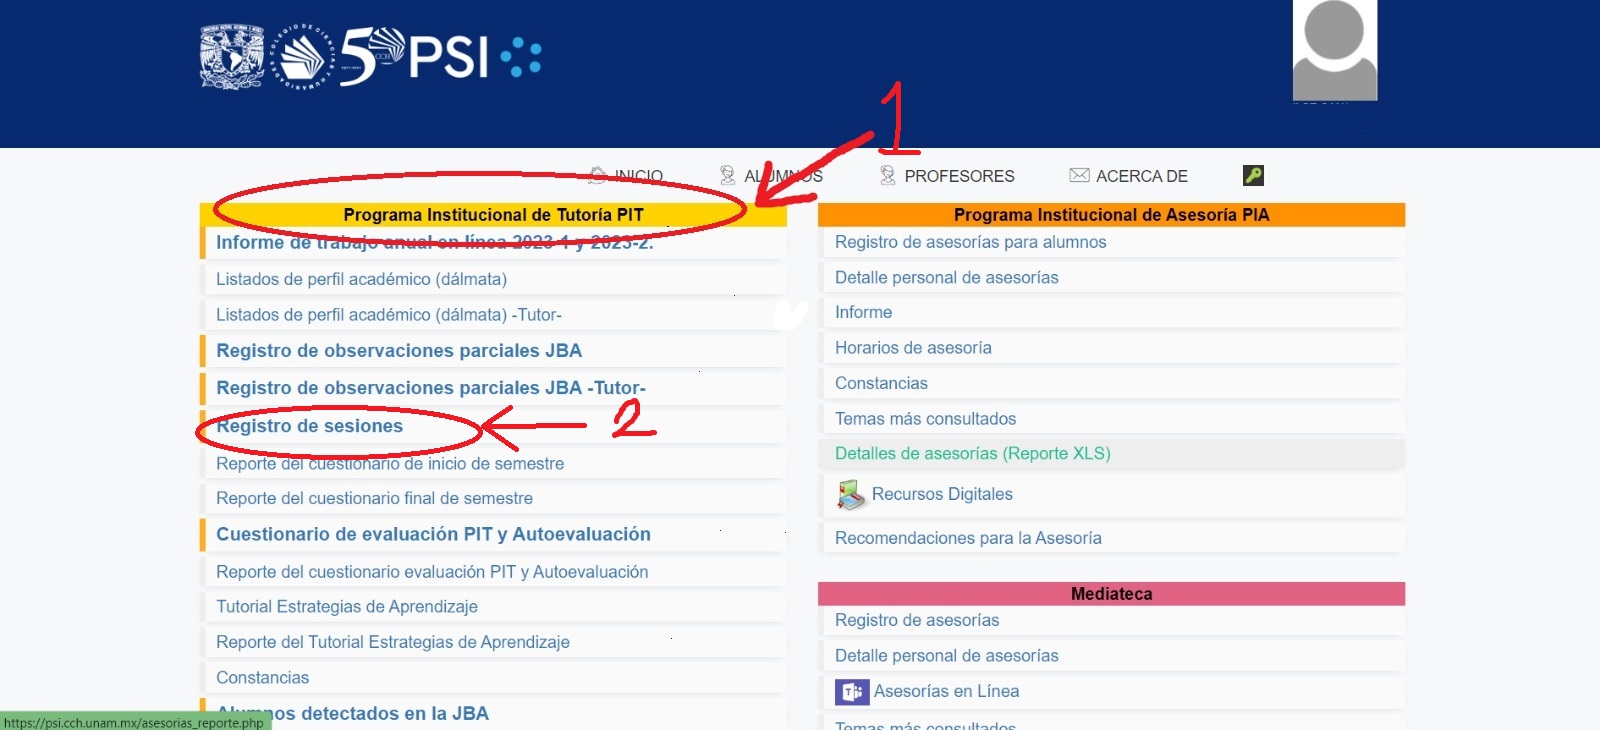 50 PSI
1
INICIO ALUMNOS PROFESORES ACERCA DE
Programa Institucional de Tutoría PIT
Informe de trabajo anual en línea 2023-1 y 2023-2.
Listados de perfil académico (dálmata)
Listados de perfil académico (dálmata) -Tutor-
Registro de observaciones parciales JBA
Registro de observaciones parciales JBA -Tutor-
Registro de sesiones
2
Reporte del cuestionario de inicio de semestre
Reporte del cuestionario final de semestre
Cuestionario de evaluación PIT y Autoevaluación
Reporte del cuestionario evaluación PIT y Autoevaluación
Tutorial Estrategias de Aprendizaje
Reporte del Tutorial Estrategias de Aprendizaje
Constancias
Alumnos detectados en la JBA
Programa Institucional de Asesoría PIA
Registro de asesorías para alumnos
Detalle personal de asesorías
Informe
Horarios de asesoría
Constancias
Temas más consultados
Detalles de asesorías (Reporte XLS)
Recursos Digitales
Recomendaciones para la Asesoría
Mediateca
Registro de asesorías
Detalle personal de asesorías
Asesorías en Línea
Temas más consultados
https://psi.cch.unam.mx/asesorias_reporte.php